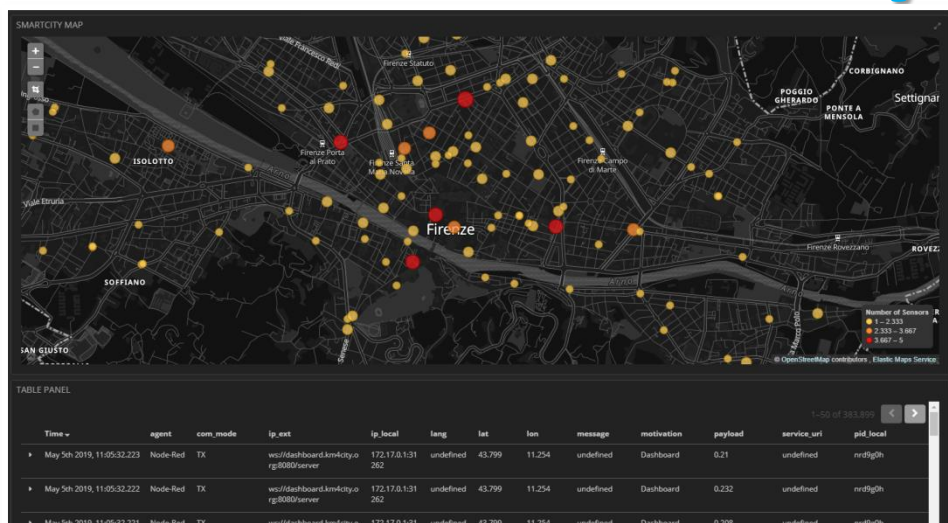 SMARTCITY MAP
Viale Francesco Redi
Firenze Statuto
CORBIGNANO
POGGIO
GHERARDO
PONTE A
MENSOLA
Settignan
Firenze Porta
al Prato
Firenze Santa
Maria Novella
Firenze Campo
di Marte
ISOLOTTO
Viale Etruria
Firenze
Firenze Rovezzano
ROVEZ
SOFFIANO
Arno
SAN GIUSTO
Senese
Marco Polo
Number of Sensors
1 – 2.333
2.333 – 3.667
3.667 – 5
© OpenStreetMap contributors , Elastic Maps Service
TABLE PANEL
1–50 of 383,899
Time agent com_mode ip_ext ip_local lang lat lon message motivation payload service_uri pid_local
May 5th 2019, 11:05:32.223 Node-Red TX ws://dashboard.km4city.o 172.17.0.1:31 undefined 43.799 11.254 undefined Dashboard 0.21 undefined nrd9g0h
rg:8080/server 262
May 5th 2019, 11:05:32.222 Node-Red TX ws://dashboard.km4city.o 172.17.0.1:31 undefined 43.799 11.254 undefined Dashboard 0.232 undefined nrd9g0h
rg:8080/server 262